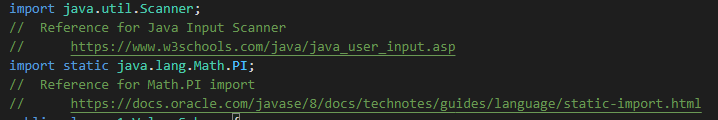 import java.util.Scanner;
//  Reference for Java Input Scanner
//      https://www.w3schools.com/java/java_user_input.asp
import static java.lang.Math.PI;
//  Reference for Math.PI import
//      https://docs.oracle.com/javase/8/docs/technotes/guides/language/static-import.html